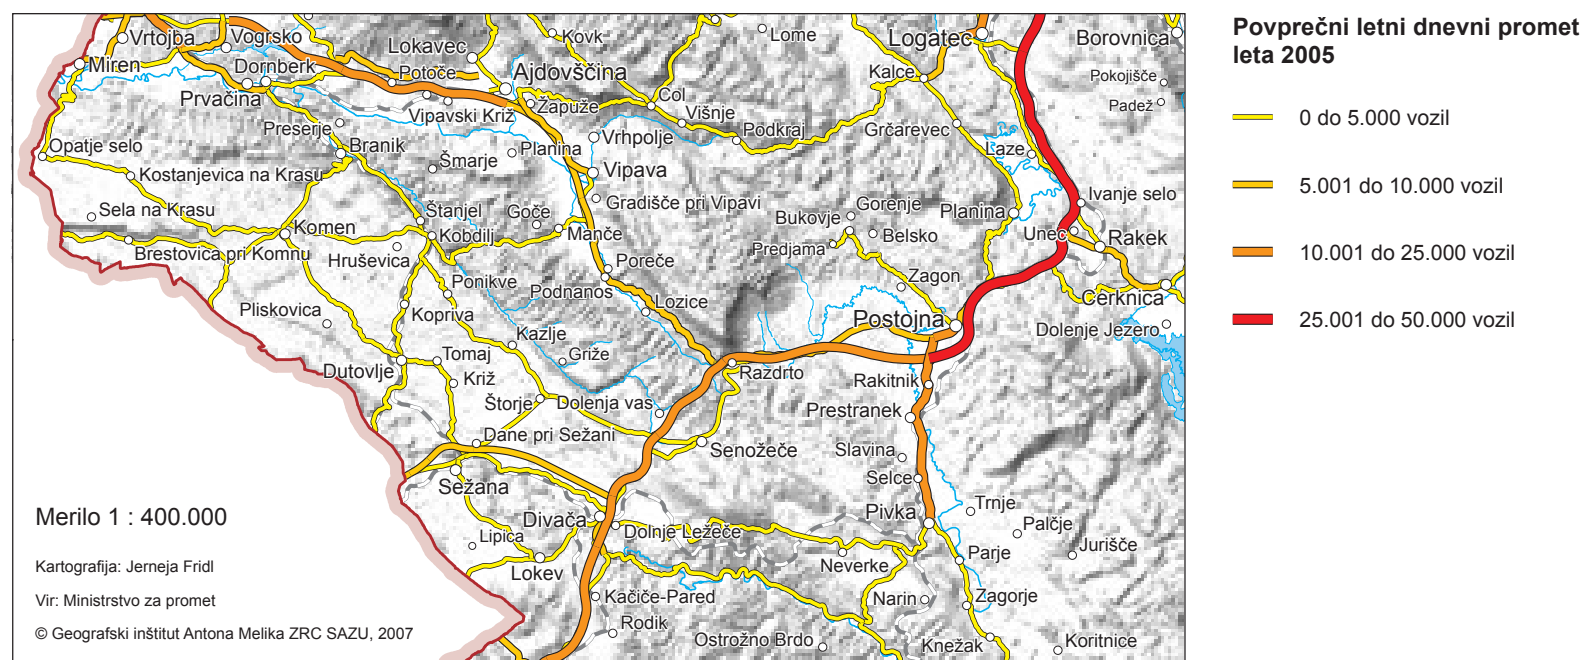 Povprečni letni dnevni promet
leta 2005
0 do 5.000 vozil
5.001 do 10.000 vozil
10.001 do 25.000 vozil
25.001 do 50.000 vozil
Vrtojba
Vogrsko
Lokavec
Kovk
Lome
Logatec
Borovnica
Miren
Dornberk
Potoče
Ajdovščina
Kalce
Pokojišče
Prvačina
Vipavski Križ
Žapuže
Col
Višnje
Padež
Preserje
Vrhpolje
Podkraj
Grčarevec
Opatje selo
Branik
Šmarje
Planina
Laze
Kostanjevica na Krasu
Vipava
Ivanje selo
Sela na Krasu
Štanjel
Goče
Gradišče pri Vipavi
Bukovje
Gorenje
Planina
Komen
Kobdilj
Manče
Predjama
Belsko
Unec
Rakek
Brestovica pri Komnu
Hruševica
Poreče
Zagon
Ponikve
Podnanos
Cerknica
Pliskovica
Kopriva
Lozice
Postojna
Dolenje Jezero
Kazlje
Tomaj
Griže
Dutovlje
Križ
Razdrto
Rakitnik
Štorje
Dolenja vas
Prestranek
Dane pri Sežani
Senožeče
Slavina
Sežana
Selce
Trnje
Merilo 1 : 400.000
Divača
Pivka
Palčje
Lipica
Dolnje Ležeče
Jurišče
Kartografija: Jerneja Fridl
Lokev
Neverke
Parje
Vir: Ministrstvo za promet
Kačiče-Pared
Narin
Zagorje
© Geografski inštitut Antona Melika ZRC SAZU, 2007
Rodik
Ostrožno Brdo
Knežak
Koritnice